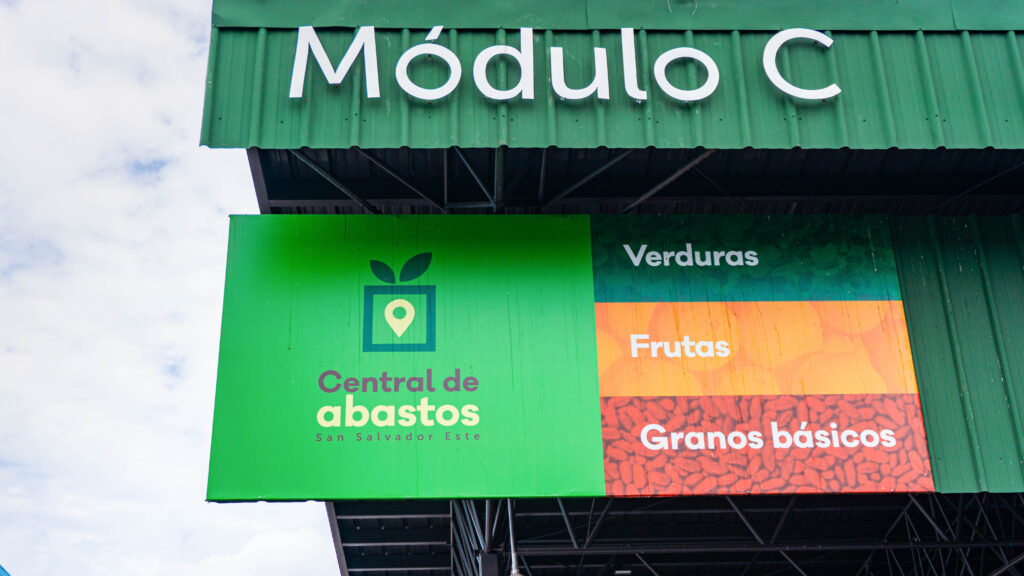 Módulo C
Central de
abastos
San Salvador Este
Verduras
Frutas
Granos básicos